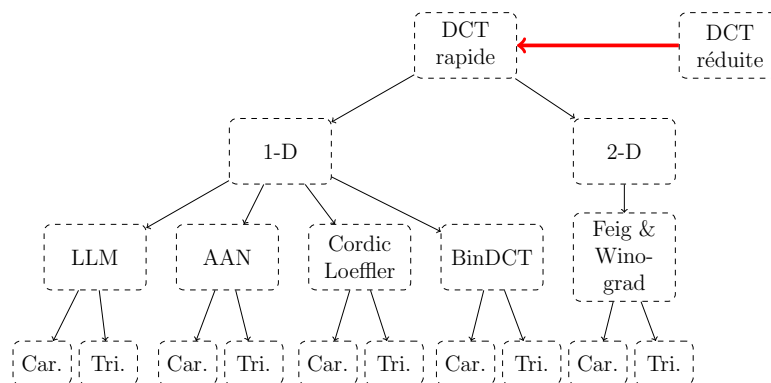 DCT
rapide
DCT
réduite
1-D
2-D
LLM
AAN
Cordic
Loeffler
BinDCT
Feig &
Wino-
grad
Car.
Tri.
Car.
Tri.
Car.
Tri.
Car.
Tri.
Car.
Tri.